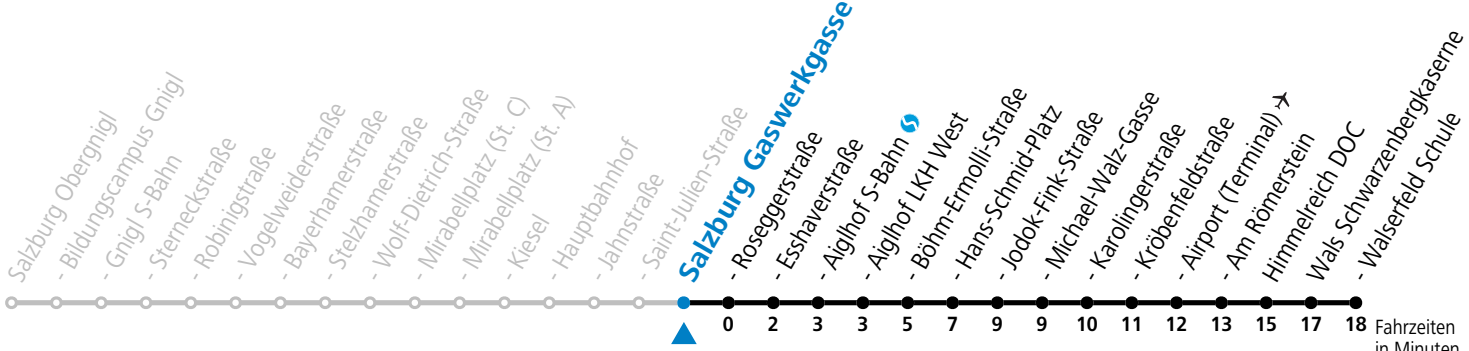 Salzburg Obergnigl
- Bildungscampus Gnigl
- Gnigl S-Bahn
- Sterneckstraße
- Robinigstraße
- Vogelweiderstraße
- Bayerhamerstraße
- Stelzhamerstraße
- Wolf-Dietrich-Straße
- Mirabellplatz (St. C)
- Mirabellplatz (St. A)
- Kiesel
- Hauptbahnhof
- Jahnstraße
- Saint-Julien-Straße
Salzburg Gaswerkgasse
- Roseggerstraße
- Esshaverstraße
- Aiglhof S-Bahn
- Aiglhof LKH West
- Böhm-Ermolli-Straße
- Hans-Schmid-Platz
- Jodok-Fink-Straße
- Michael-Walz-Gasse
- Karolingerstraße
- Kröbenfeldstraße
- Airport (Terminal)
- Am Römerstein
Himmelreich DOC
Wals Schwarzenbergkaserne
- Walserfeld Schule
0 2 3 3 5 7 9 9 10 11 12 13 15 17 18 Fahrzeiten
in Minuten